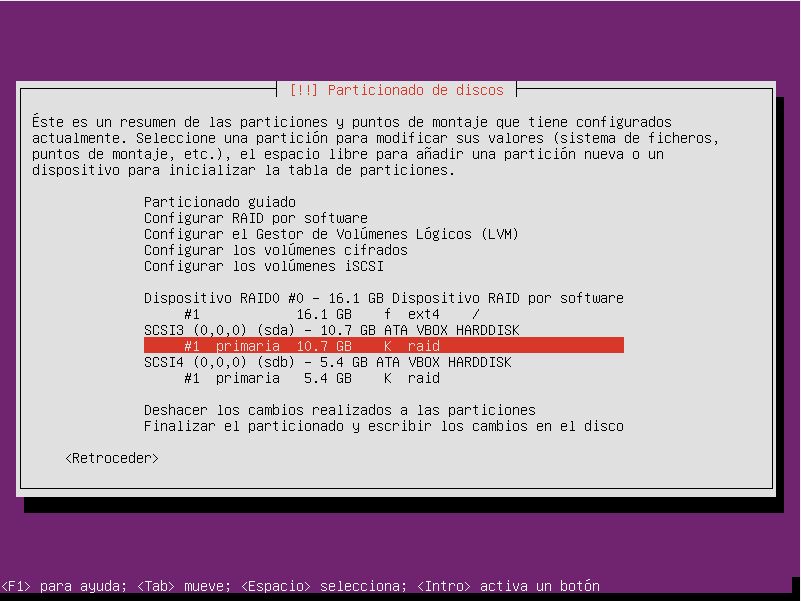 [!!] Particionado de discos
Éste es un resumen de las particiones y puntos de montaje que tiene configurados
actualmente. Seleccione una partición para modificar sus valores (sistema de ficheros,
puntos de montaje, etc.), el espacio libre para añadir una partición nueva o un
dispositivo para inicializar la tabla de particiones.
Particionado guiado
Configurar RAID por software
Configurar el Gestor de Volúmenes Lógicos (LVM)
Configurar los volúmenes cifrados
Configurar los volúmenes iSCSI
Dispositivo RAID0 #0 - 16.1 GB Dispositivo RAID por software
#1 16.1 GB f ext4 /
SCSI3 (0,0,0) (sda) - 10.7 GB ATA VBOX HARDDISK
#1 primaria 10.7 GB K raid
SCSI4 (0,0,0) (sdb) - 5.4 GB ATA VBOX HARDDISK
#1 primaria 5.4 GB K raid
Deshacer los cambios realizados a las particiones
Finalizar el particionado y escribir los cambios en el disco
<Retroceder>
<F1> para ayuda; <Tab> mueve; <Espacio> selecciona; <Intro> activa un botón